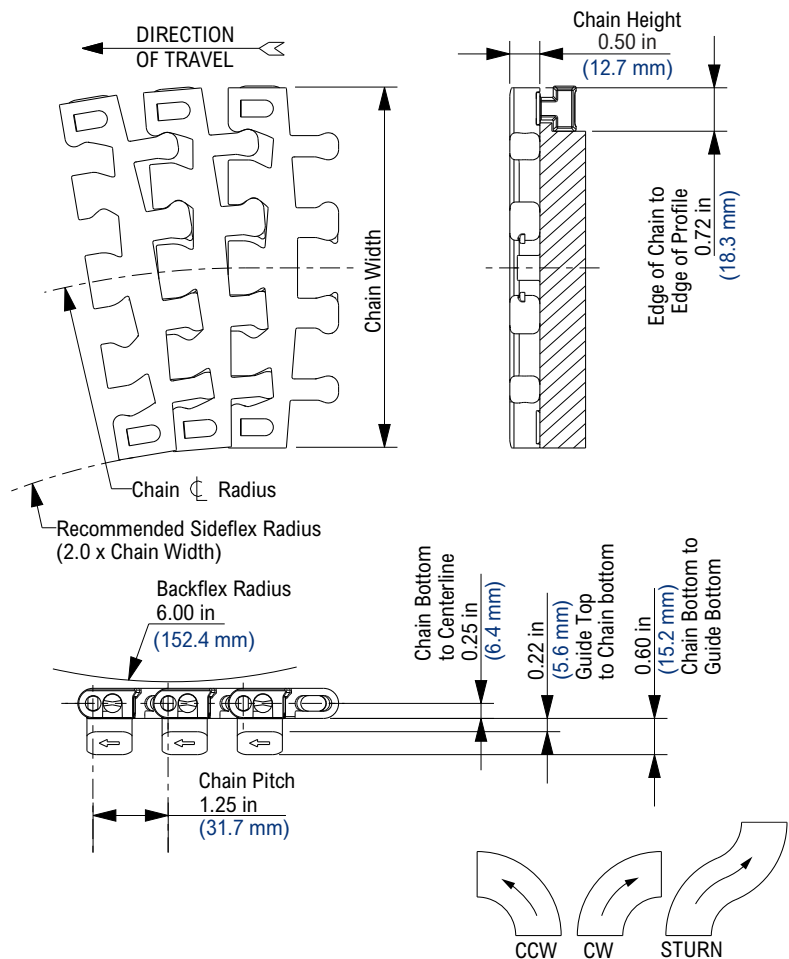 DIRECTION
OF TRAVEL
Chain Height
0.50 in
(12.7 mm)
Chain Width
Edge of Chain to
Edge of Profile
0.72 in
(18.3 mm)
Chain ℄ Radius
Recommended Sideflex Radius
(2.0 x Chain Width)
Backflex Radius
6.00 in
(152.4 mm)
Chain Bottom
to Centerline
0.25 in
(6.4 mm)
0.22 in
(5.6 mm)
Guide Top
to Chain bottom
0.60 in
(15.2 mm)
Chain Bottom to
Guide Bottom
Chain Pitch
1.25 in
(31.7 mm)
CCW
CW
STURN